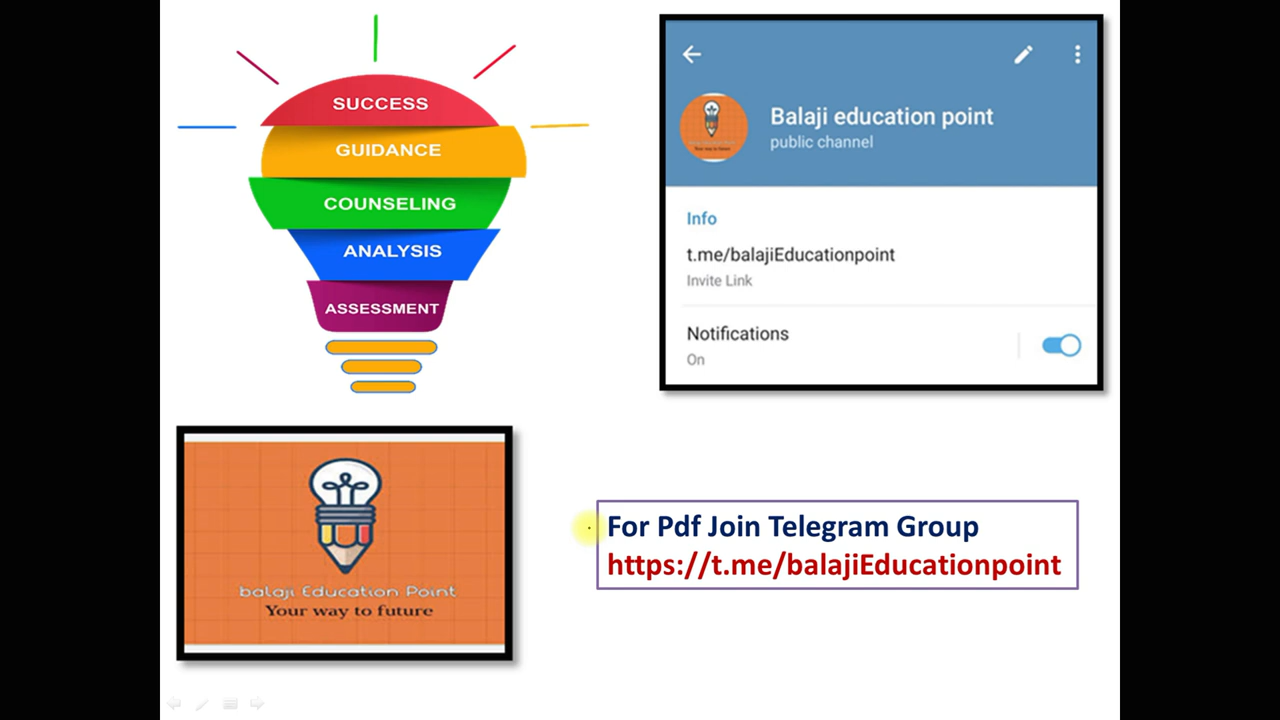 SUCCESS
GUIDANCE
COUNSELING
ANALYSIS
ASSESSMENT
Balaji education point
public channel
Info
t.me/balajiEducationpoint
Invite Link
Notifications
On
balaji Education Point
Your way to future
For Pdf Join Telegram Group
https://t.me/balajiEducationpoint